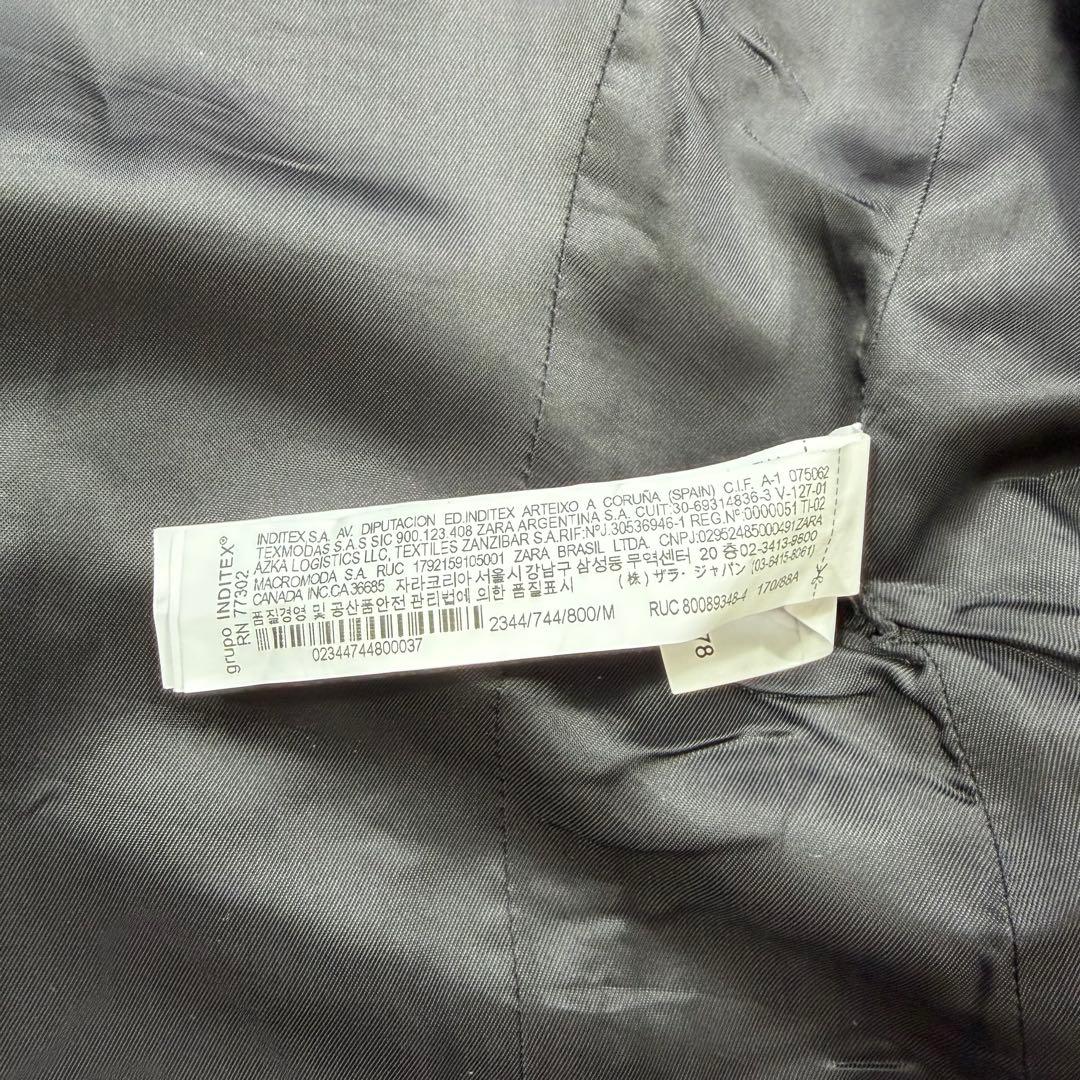 grupo INDITEX®
RN 77302
INDITEX S.A. AV. DIPUTACION ED.INDITEX ARTEIXO A CORUÑA (SPAIN) C.I.F. A-1 075062
TEXMODAS S.A.S SIC 900.123.408 ZARA ARGENTINA S.A. CUIT:30-69314836-3 V-127-01
AZKA LOGISTICS LLC, TEXTILES ZANZIBAR S.A.RIF:NºJ.30536946-1 REG.Nº:0000051 TI-02
MACROMODA S.A. RUC 1792159105001 ZARA BRASIL LTDA. CNPJ:02952485000491ZARA
CANADA INC.CA 36685 자라코리아 서울시강남구 삼성동 무역센터 20 층02-3413-9800
품질경영 및 공산품안전 관리법에 의한 품질표시 (株) ザラ・ジャパン (03-6415-8061)
2344/744/800/M RUC 80089348-4 170/88A
02344744800037
78